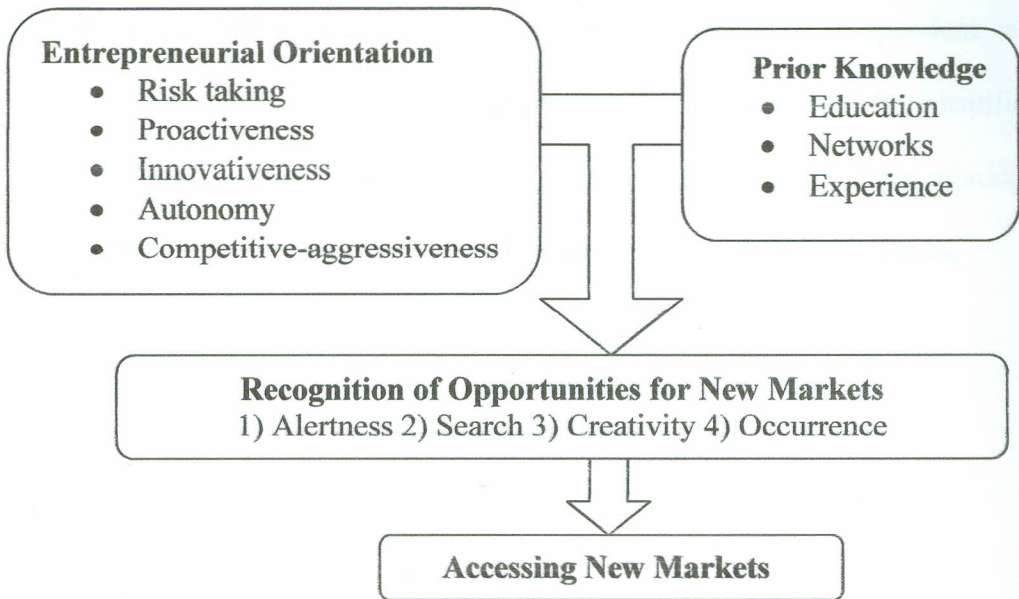 Entrepreneurial Orientation
• Risk taking
• Proactiveness
• Innovativeness
• Autonomy
• Competitive-aggressiveness
Prior Knowledge
• Education
• Networks
• Experience
Recognition of Opportunities for New Markets
1) Alertness 2) Search 3) Creativity 4) Occurrence
Accessing New Markets